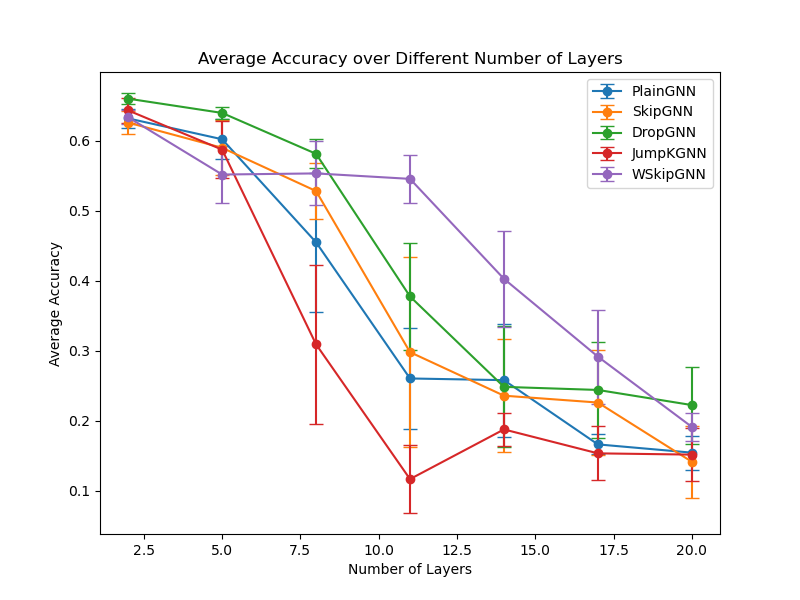 Average Accuracy over Different Number of Layers
PlainGNN
SkipGNN
DropGNN
JumpKGNN
WSkipGNN
Average Accuracy
0.6
0.5
0.4
0.3
0.2
0.1
2.5 5.0 7.5 10.0 12.5 15.0 17.5 20.0
Number of Layers